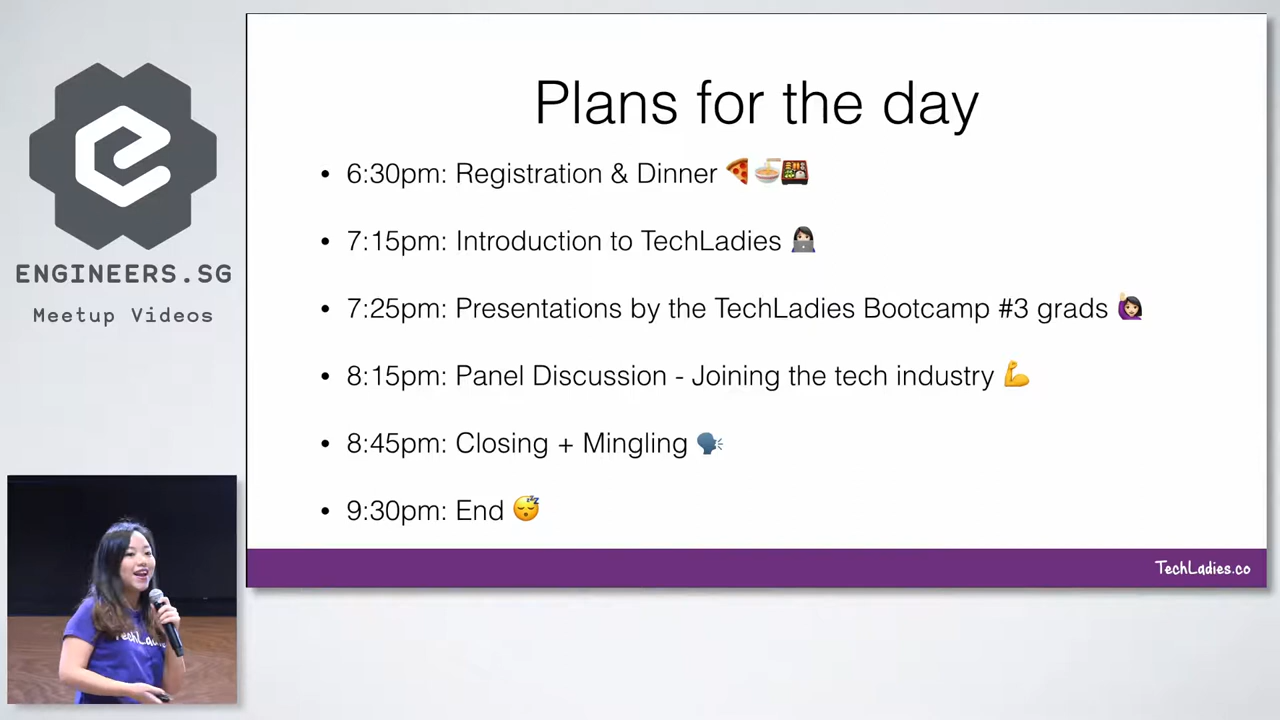 Plans for the day
• 6:30pm: Registration & Dinner 🍕🍜🍱
• 7:15pm: Introduction to TechLadies 👩🏻‍💻
• 7:25pm: Presentations by the TechLadies Bootcamp #3 grads 🙋🏻‍♀️
• 8:15pm: Panel Discussion - Joining the tech industry 💪
• 8:45pm: Closing + Mingling 🗣
• 9:30pm: End 😴
TechLadies.co
ENGINEERS.SG
Meetup Videos